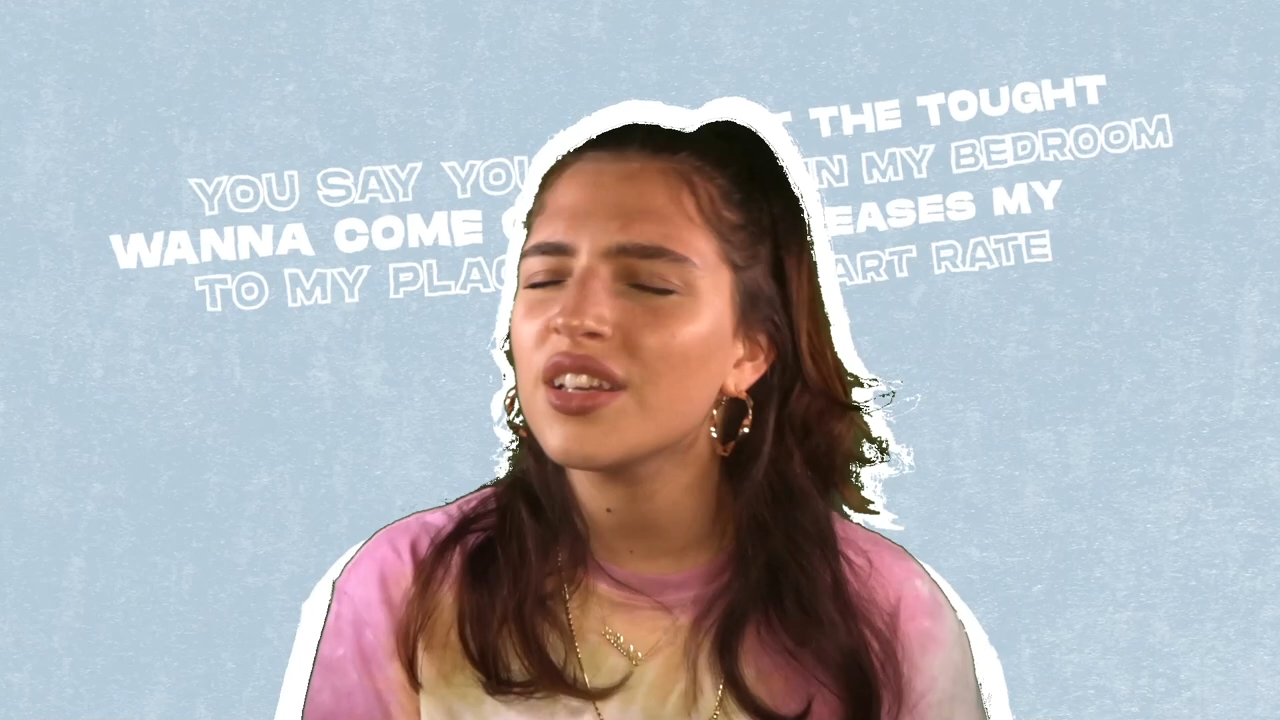 YOU SAY YOU
WANNA COME
TO MY PLAC
T THE TOUGHT
IN MY BEDROOM
EASES MY
ART RATE